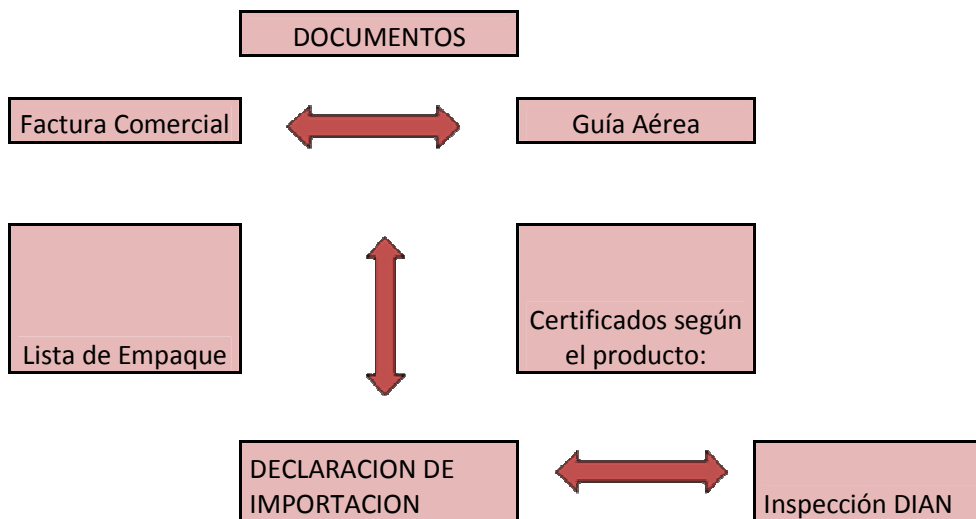 DOCUMENTOS
Factura Comercial
Guía Aérea
Lista de Empaque
Certificados según
el producto:
DECLARACION DE
IMPORTACION
Inspección DIAN